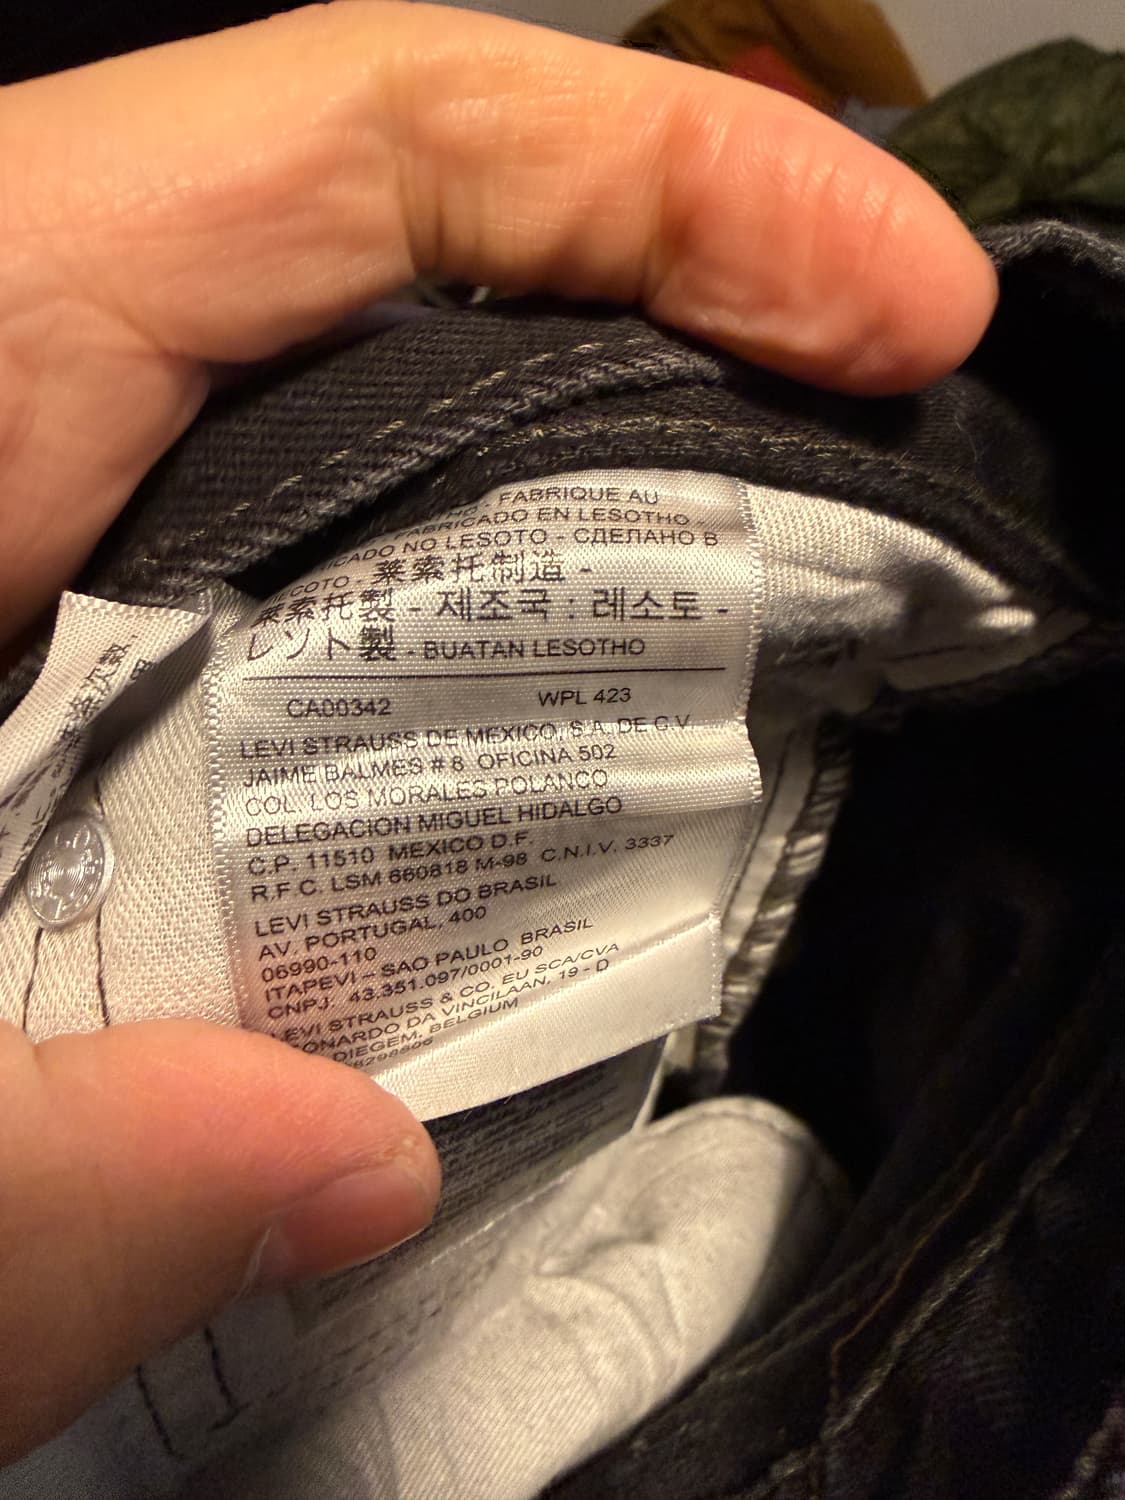 FABRIQUE AU
FABRICADO EN LESOTHO -
NO LESOTO - СДЕЛАНО В
- 莱索托制造 -
萊索托製 - 제조국 : 레소토 -
レソト製 - BUATAN LESOTHO
CA00342 WPL 423
LEVI STRAUSS DE MEXICO, S.A. DE C.V.
JAIME BALMES # 8 OFICINA 502
COL. LOS MORALES POLANCO
DELEGACION MIGUEL HIDALGO
C.P. 11510 MEXICO D.F.
R.F.C. LSM 660818 M-98 C.N.I.V. 3337
LEVI STRAUSS DO BRASIL
AV. PORTUGAL, 400
06990-110
ITAPEVI – SAO PAULO BRASIL
CNPJ 43.351.097/0001-90
LEVI STRAUSS & CO. EU SCA/CVA
DA VINCILAAN, 19 - D
DIEGEM, BELGIUM